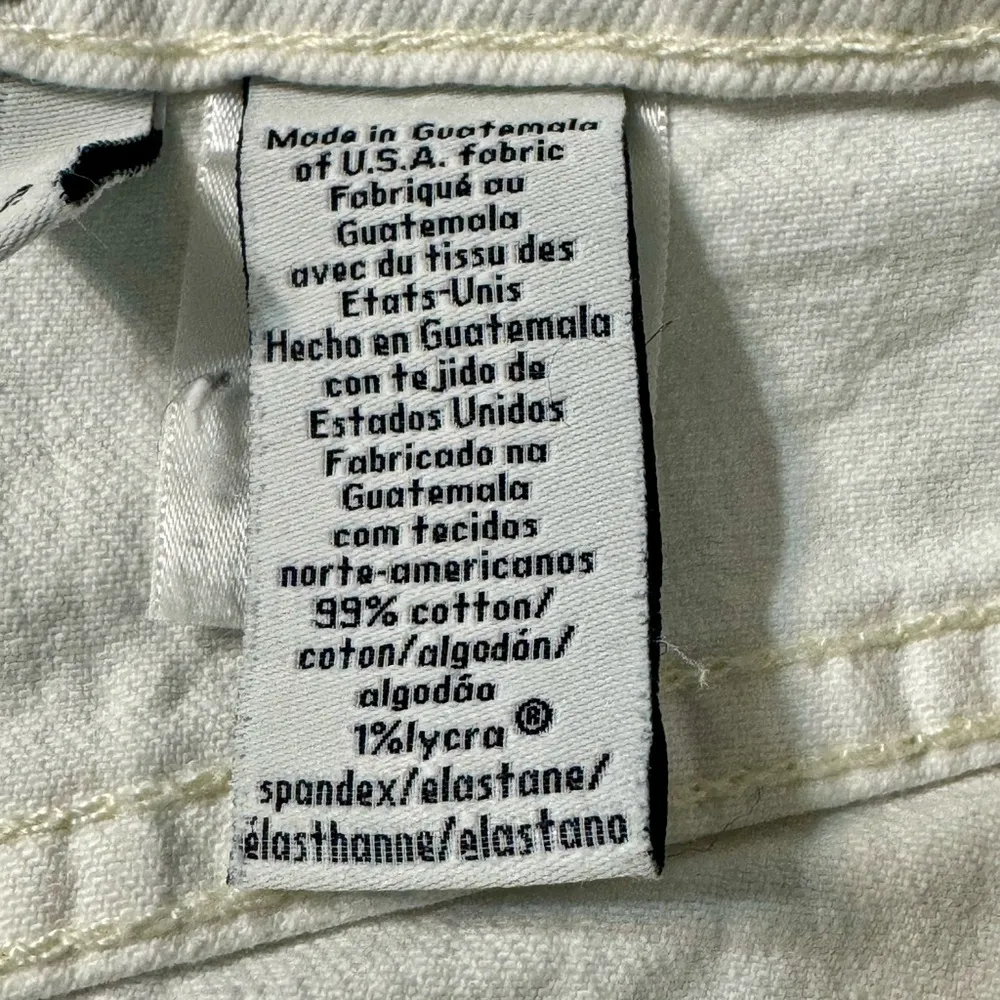 Made in Guatemala
of U.S.A. fabric
Fabriqué au
Guatemala
avec du tissu des
Etats-Unis
Hecho en Guatemala
con tejido de
Estados Unidos
Fabricado na
Guatemala
com tecidos
norte-americanos
99% cotton/
coton/algodón/
algodão
1%lycra®
spandex/elastane/
élasthanne/elastano